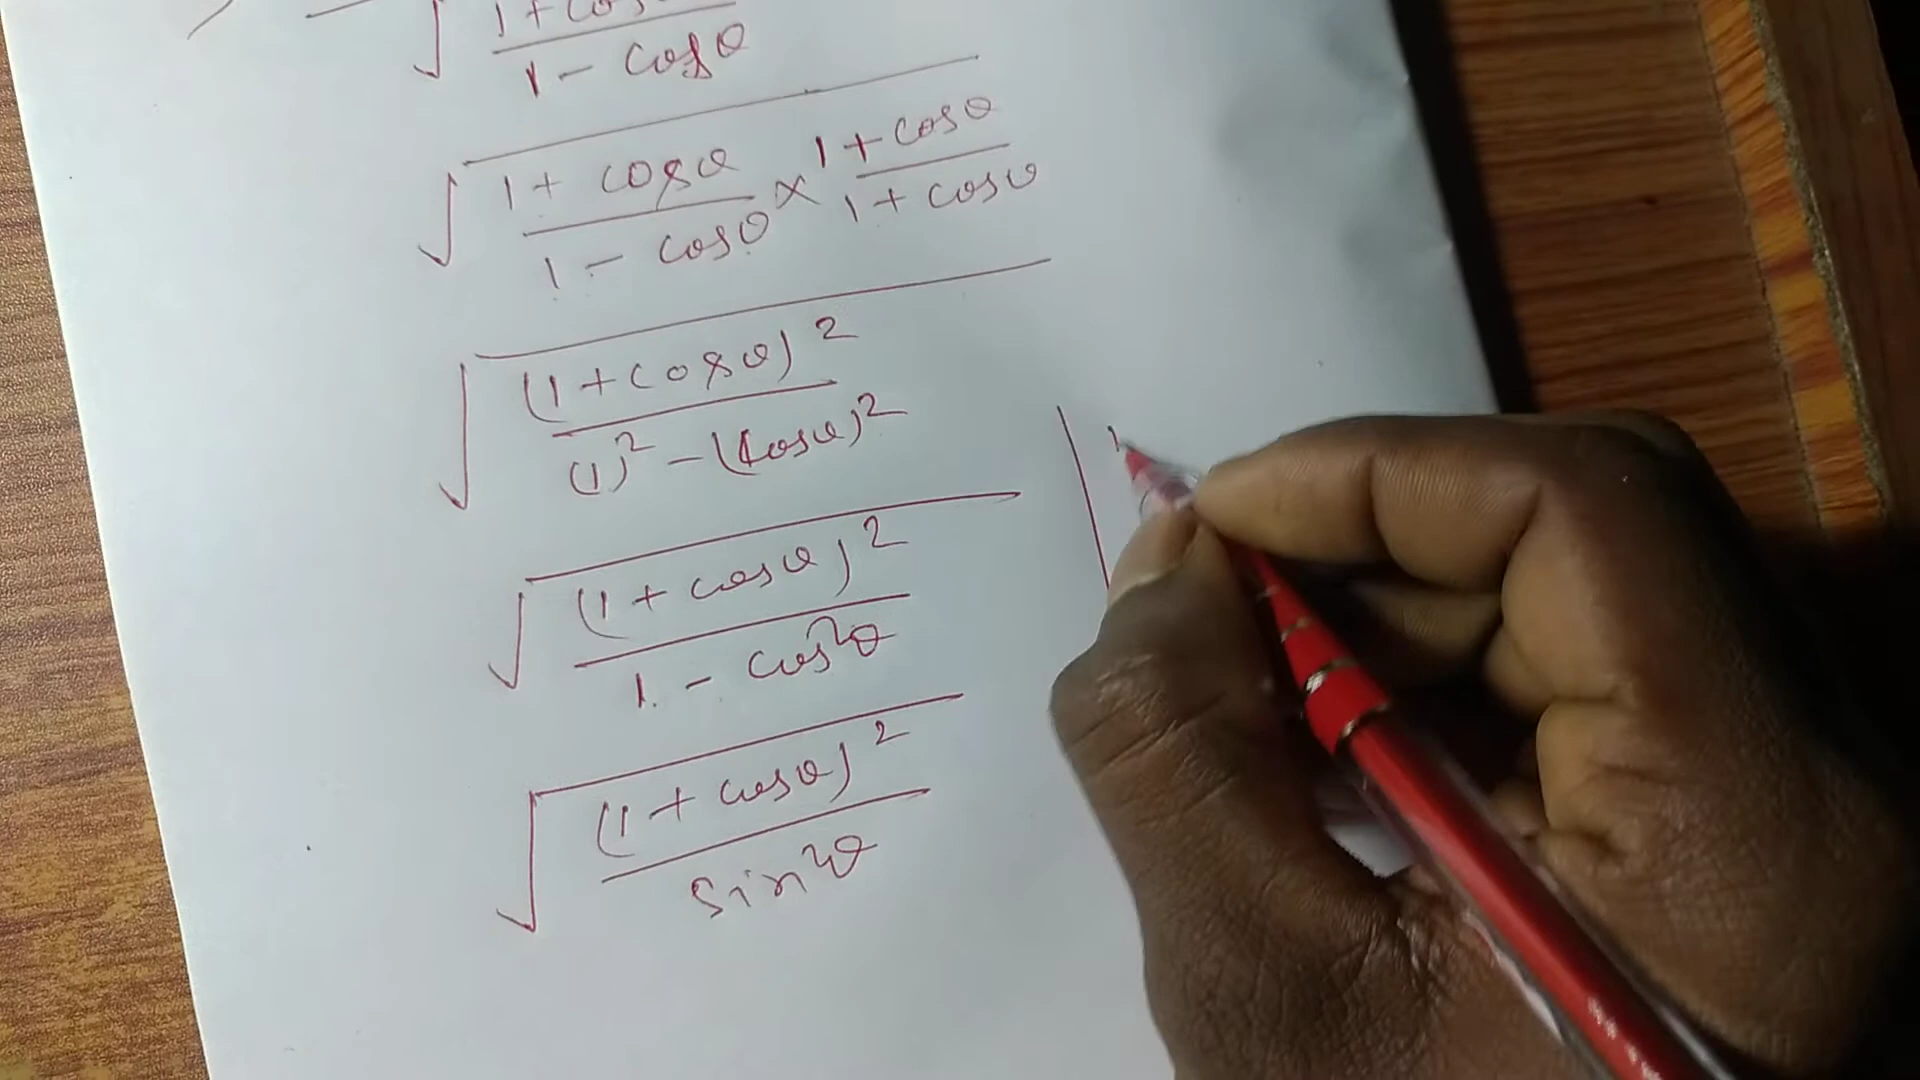 √(1+cos / 1-cosθ)
√(1+cosθ / 1-cosθ × 1+cosθ / 1+cosθ)
√((1+cosθ)² / (1)²-(cosθ)²)
√((1+cosθ)² / 1-cos²θ)
√((1+cosθ)² / sin²θ)